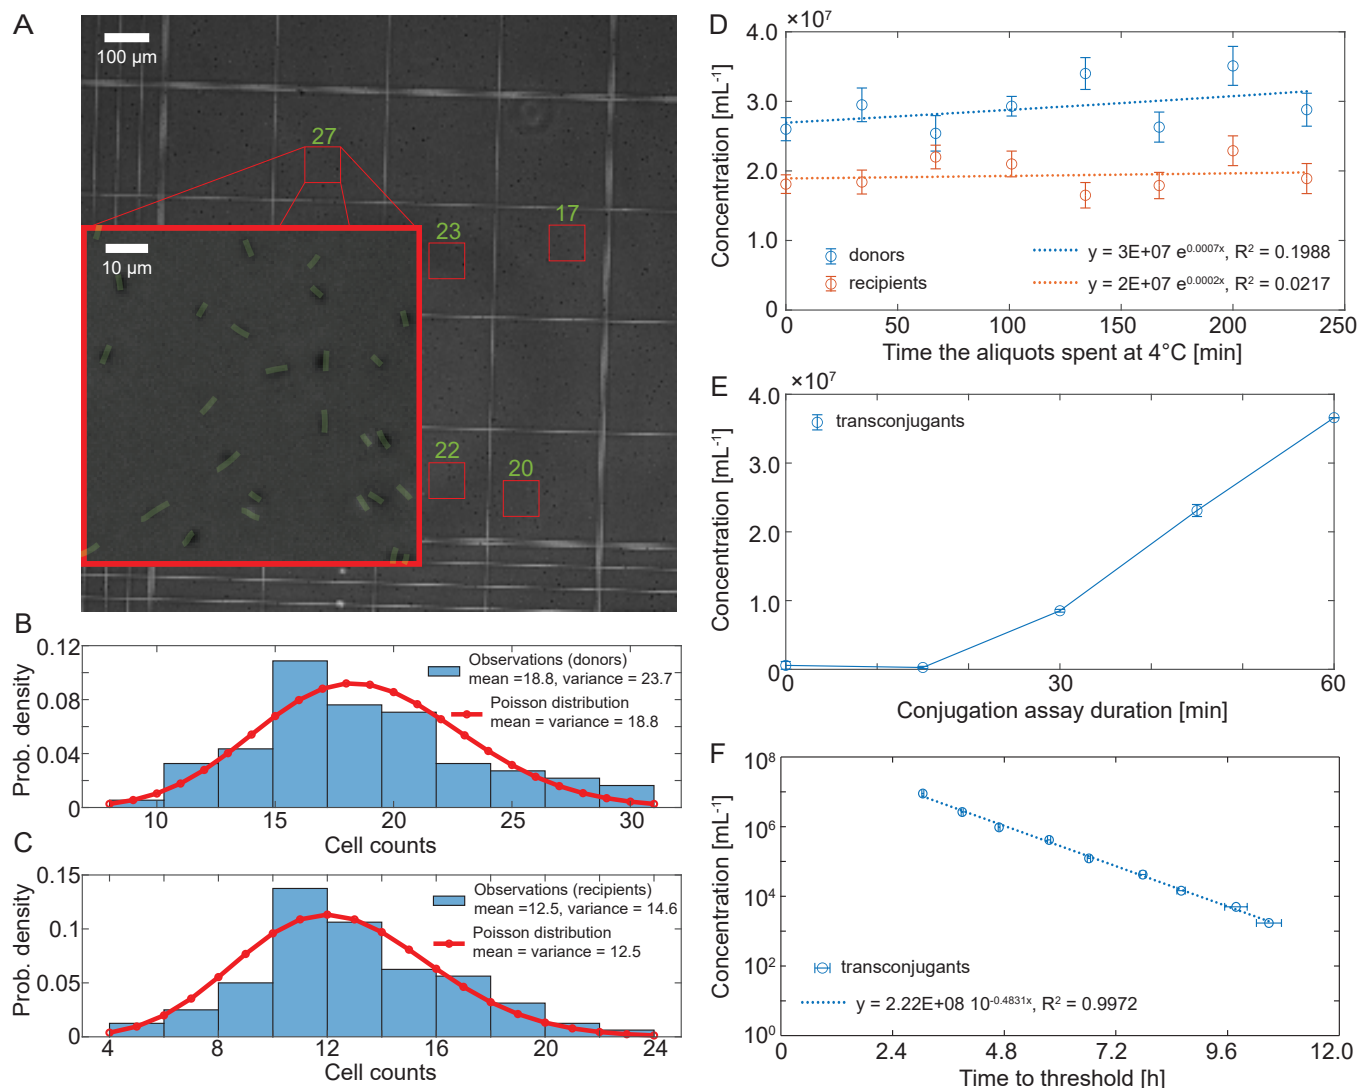 A
100 µm
27
23
17
10 µm
22
20
B
Prob. density
0.12
0.08
0.04
0
10
15
20
25
30
Cell counts
Observations (donors)
mean =18.8, variance = 23.7
Poisson distribution
mean = variance = 18.8
C
Prob. density
0.15
0.1
0.05
0
4
8
12
16
20
24
Cell counts
Observations (recipients)
mean =12.5, variance = 14.6
Poisson distribution
mean = variance = 12.5
D
×10⁷
Concentration [mL⁻¹]
4.0
3.0
2.0
1.0
0
0
50
100
150
200
250
Time the aliquots spent at 4°C [min]
donors
recipients
y = 3E+07 e⁰·⁰⁰⁰⁷ˣ, R² = 0.1988
y = 2E+07 e⁰·⁰⁰⁰²ˣ, R² = 0.0217
E
×10⁷
Concentration [mL⁻¹]
4.0
3.0
2.0
1.0
0
0
30
60
Conjugation assay duration [min]
transconjugants
F
Concentration [mL⁻¹]
10⁸
10⁶
10⁴
10²
10⁰
0
2.4
4.8
7.2
9.6
12.0
Time to threshold [h]
transconjugants
y = 2.22E+08 10⁻⁰·⁴⁸³¹ˣ, R² = 0.9972